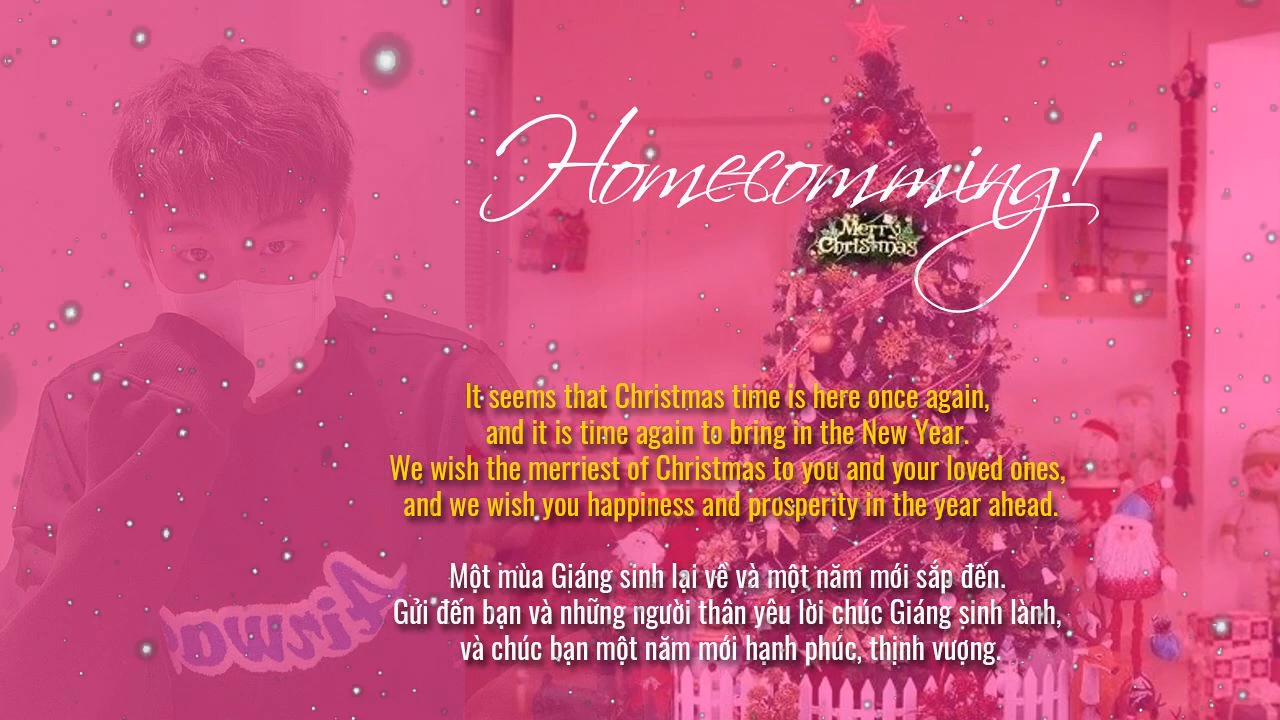 Homecomming!
Merry
Christmas
It seems that Christmas time is here once again,
and it is time again to bring in the New Year.
We wish the merriest of Christmas to you and your loved ones,
and we wish you happiness and prosperity in the year ahead.
Một mùa Giáng sinh lại về và một năm mới sắp đến.
Gửi đến bạn và những người thân yêu lời chúc Giáng sinh lành,
và chúc bạn một năm mới hạnh phúc, thịnh vượng.